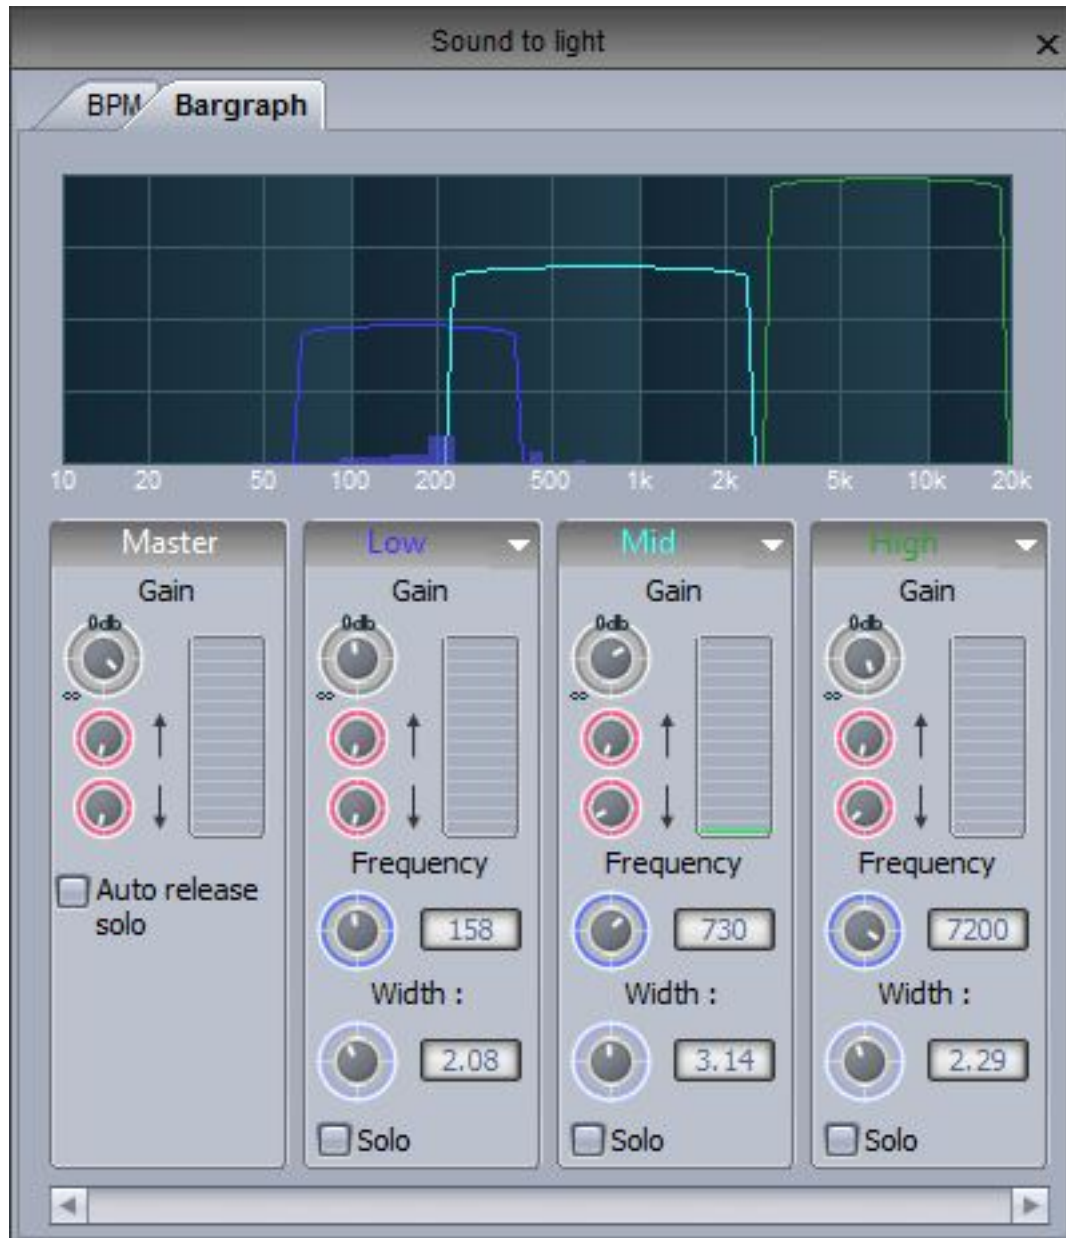 Sound to light
BPM Bargraph
10 20 50 100 200 500 1k 2k 5k 10k 20k
Master Low Mid High
Gain Gain Gain Gain
0db 0db 0db 0db
∞ ∞ ∞ ∞
Frequency Frequency Frequency
Auto release
solo
158 730 7200
Width : Width : Width :
2.08 3.14 2.29
Solo Solo Solo